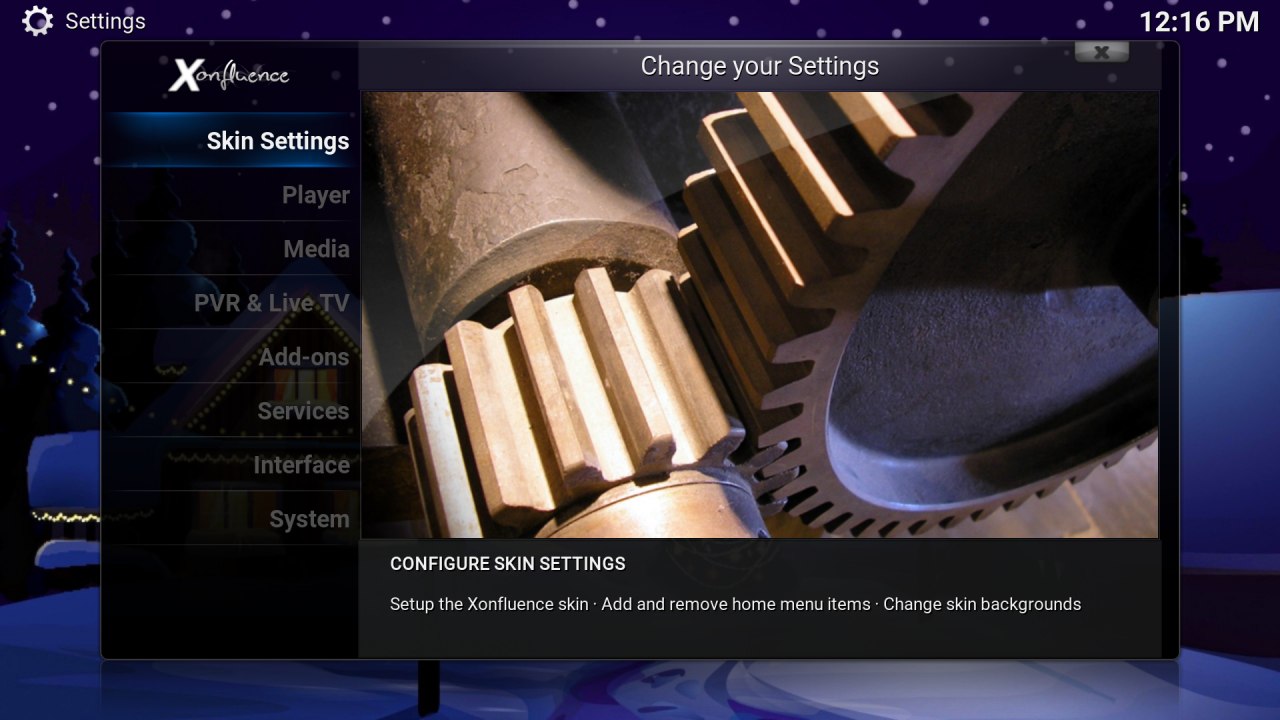 Settings
12:16 PM
Xonfluence
Change your Settings
X
Skin Settings
Player
Media
PVR & Live TV
Add-ons
Services
Interface
System
CONFIGURE SKIN SETTINGS
Setup the Xonfluence skin · Add and remove home menu items · Change skin backgrounds